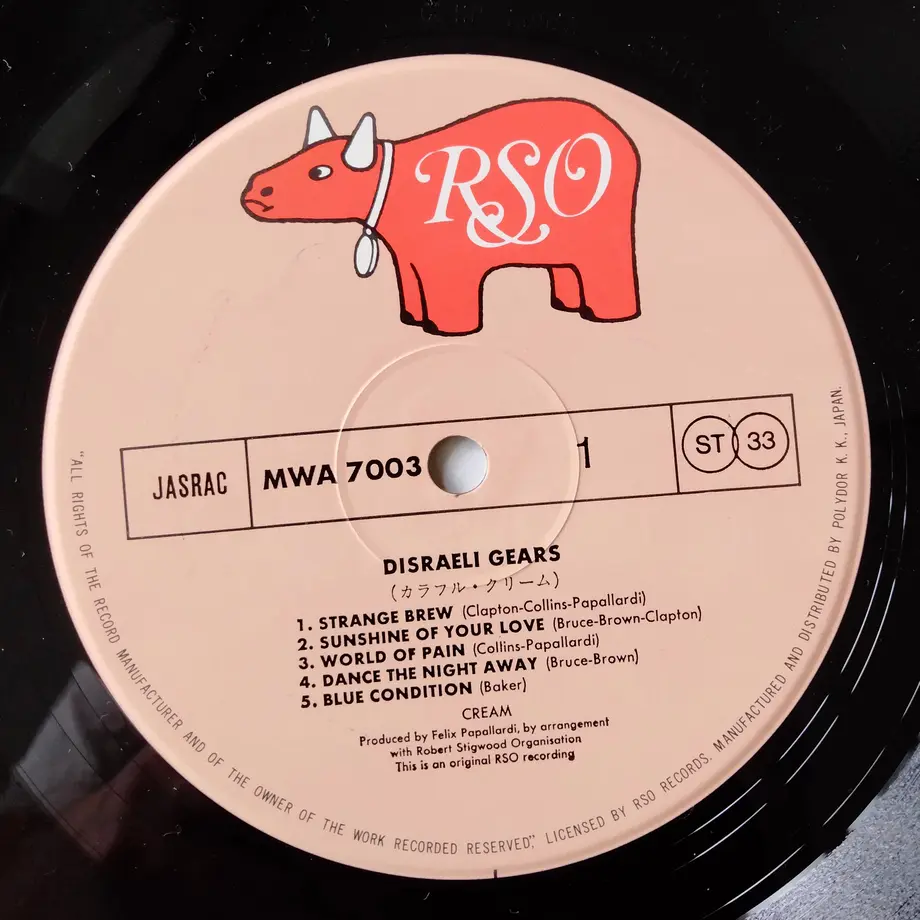 RSO
JASRAC
MWA 7003
1
ST 33
DISRAELI GEARS
(カラフル・クリーム)
1. STRANGE BREW (Clapton-Collins-Papallardi)
2. SUNSHINE OF YOUR LOVE (Bruce-Brown-Clapton)
3. WORLD OF PAIN (Collins-Papallardi)
4. DANCE THE NIGHT AWAY (Bruce-Brown)
5. BLUE CONDITION (Baker)
CREAM
Produced by Felix Papallardi, by arrangement
with Robert Stigwood Organisation
This is an original RSO recording
"ALL RIGHTS OF THE RECORD MANUFACTURER AND OF THE OWNER OF THE WORK RECORDED RESERVED", LICENSED BY RSO RECORDS. MANUFACTURED AND DISTRIBUTED BY POLYDOR K. K., JAPAN.